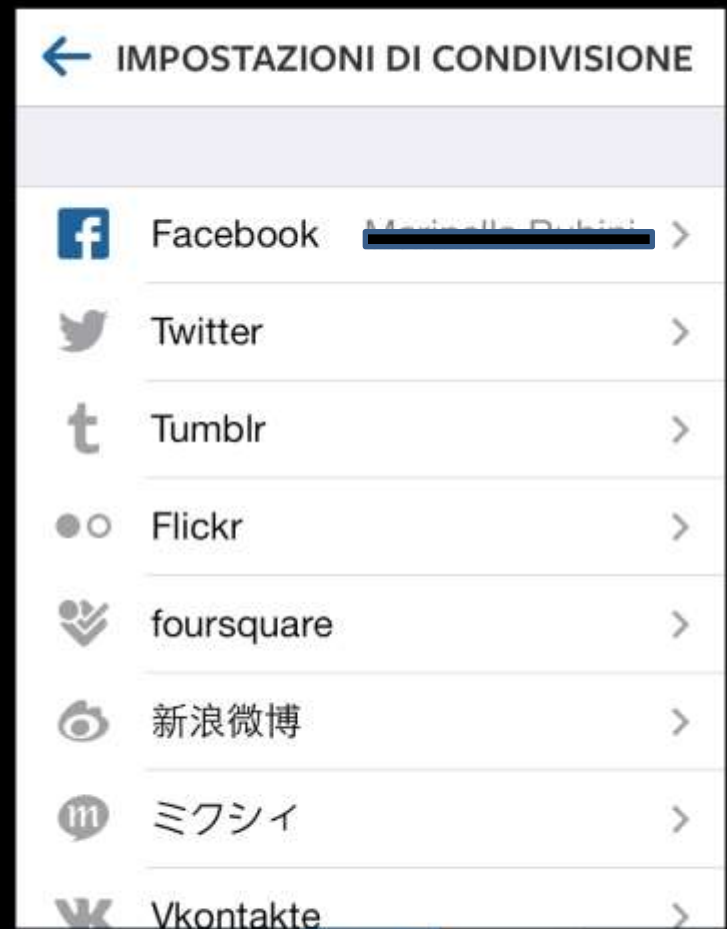 IMPOSTAZIONI DI CONDIVISIONE
Facebook
Twitter
Tumblr
Flickr
foursquare
新浪微博
ミクシィ
Vkontakte